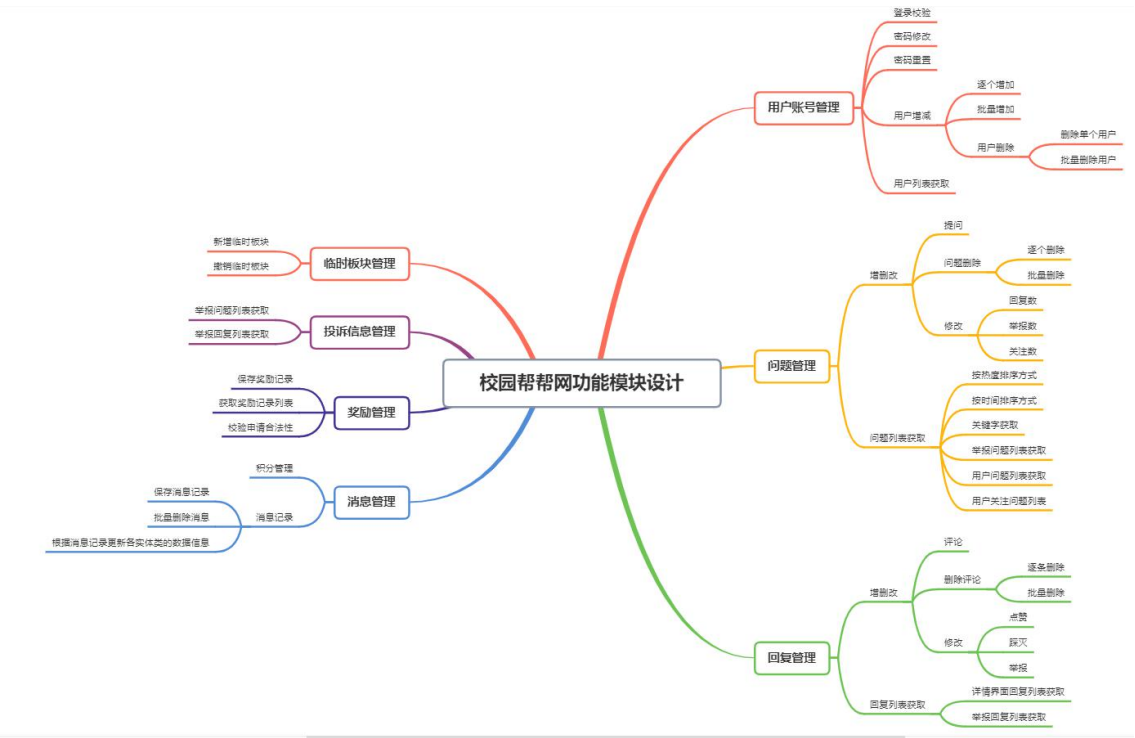 校园帮帮网功能模块设计
用户账号管理
登录校验
密码修改
密码重置
用户增减
逐个增加
批量增加
用户删除
删除单个用户
批量删除用户
用户列表获取
问题管理
增删改
提问
问题删除
逐个删除
批量删除
修改
回复数
举报数
关注数
问题列表获取
按热度排序方式
按时间排序方式
关键字获取
举报问题列表获取
用户问题列表获取
用户关注问题列表
回复管理
增删改
评论
删除评论
逐条删除
批量删除
修改
点赞
踩灭
举报
回复列表获取
详情界面回复列表获取
举报回复列表获取
临时板块管理
新增临时板块
撤销临时板块
投诉信息管理
举报问题列表获取
举报回复列表获取
奖励管理
保存奖励记录
获取奖励记录列表
校验申请合法性
消息管理
积分管理
消息记录
保存消息记录
批量删除消息
根据消息记录更新各实体类的数据信息